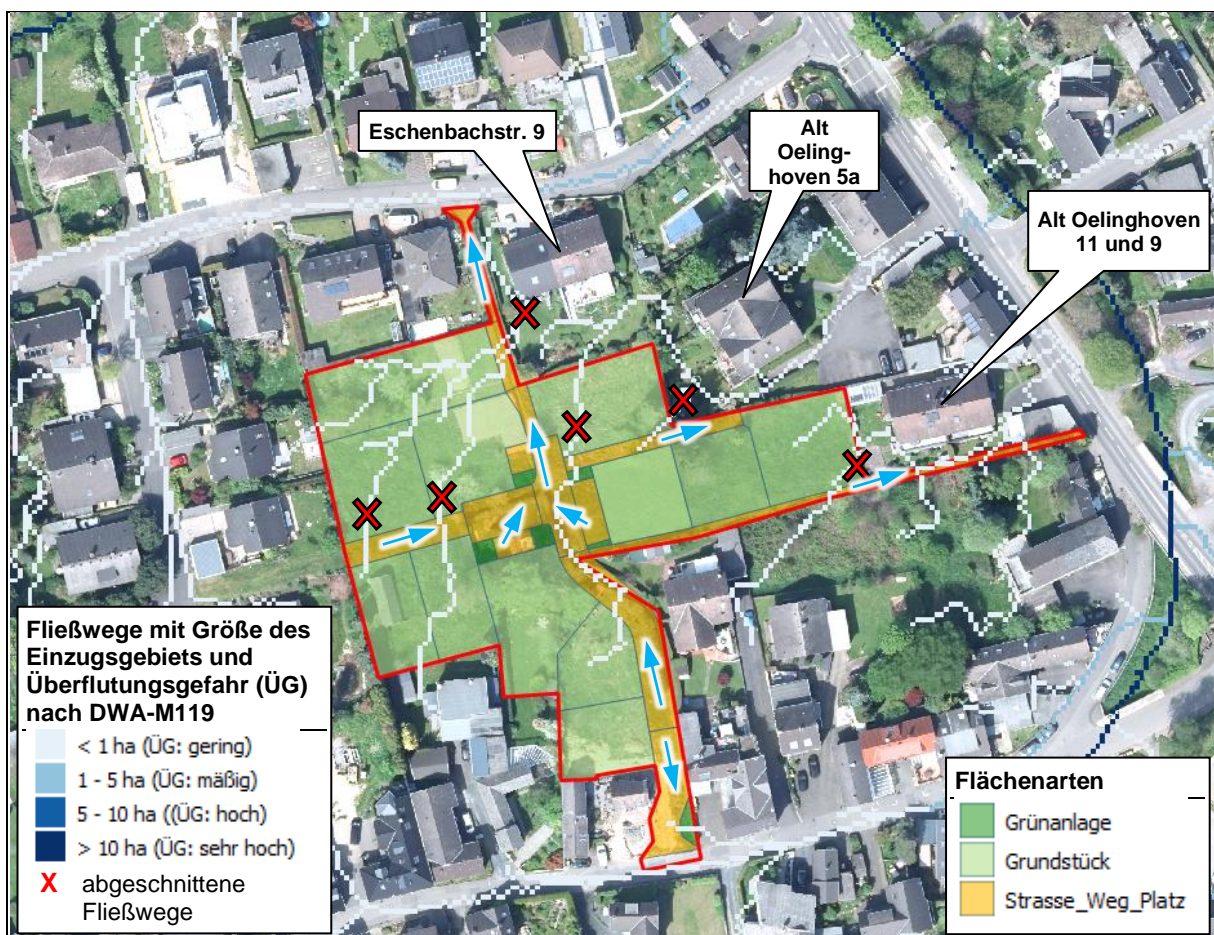 Eschenbachstr. 9
Alt
Oeling-
hoven 5a
Alt Oelinghoven
11 und 9
Fließwege mit Größe des
Einzugsgebiets und
Überflutungsgefahr (ÜG)
nach DWA-M119
< 1 ha (ÜG: gering)
1 - 5 ha (ÜG: mäßig)
5 - 10 ha ((ÜG: hoch)
> 10 ha (ÜG: sehr hoch)
X abgeschnittene
Fließwege
Flächenarten
Grünanlage
Grundstück
Strasse_Weg_Platz